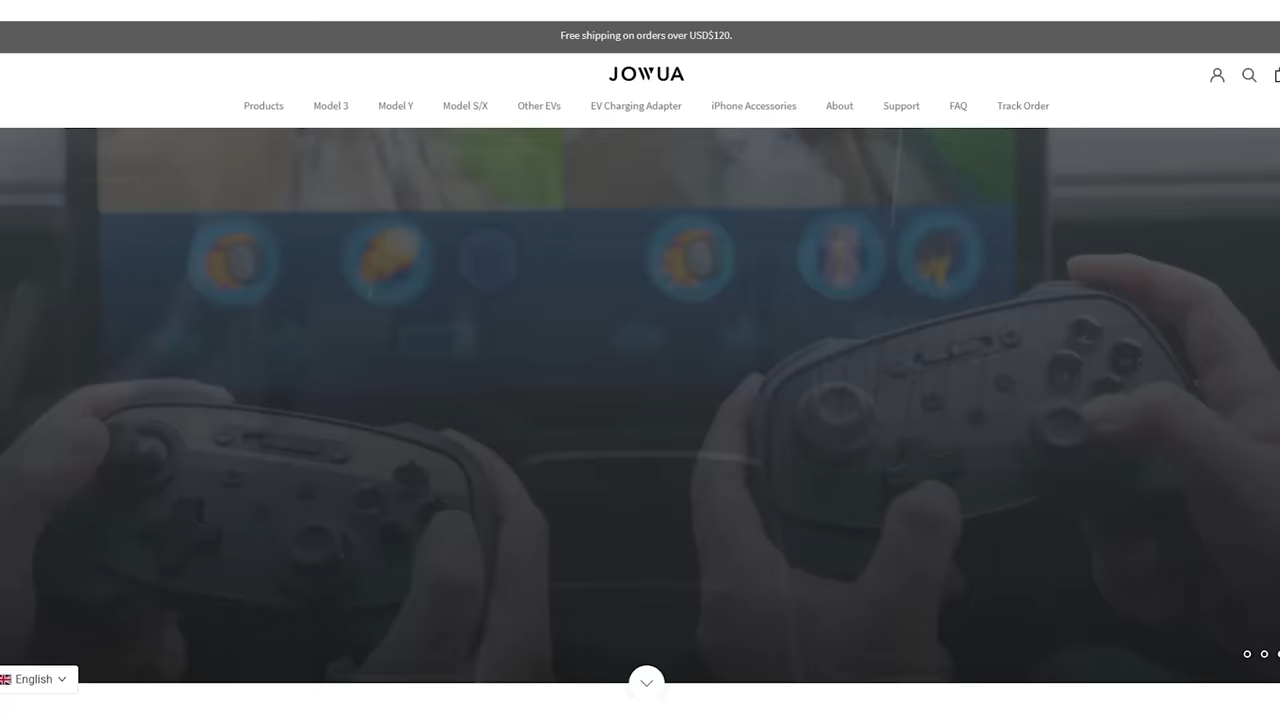 Free shipping on orders over USD$120.
JOWUA
Products Model 3 Model Y Model S/X Other EVs EV Charging Adapter iPhone Accessories About Support FAQ Track Order
English